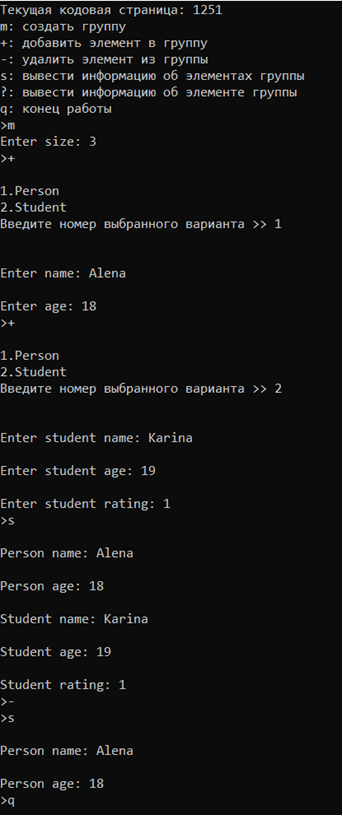 Текущая кодовая страница: 1251
m: создать группу
+: добавить элемент в группу
-: удалить элемент из группы
s: вывести информацию об элементах группы
?: вывести информацию об элементе группы
q: конец работы
>m
Enter size: 3
>+
1.Person
2.Student
Введите номер выбранного варианта >> 1
Enter name: Alena
Enter age: 18
>+
1.Person
2.Student
Введите номер выбранного варианта >> 2
Enter student name: Karina
Enter student age: 19
Enter student rating: 1
>s
Person name: Alena
Person age: 18
Student name: Karina
Student age: 19
Student rating: 1
>-
>s
Person name: Alena
Person age: 18
>q